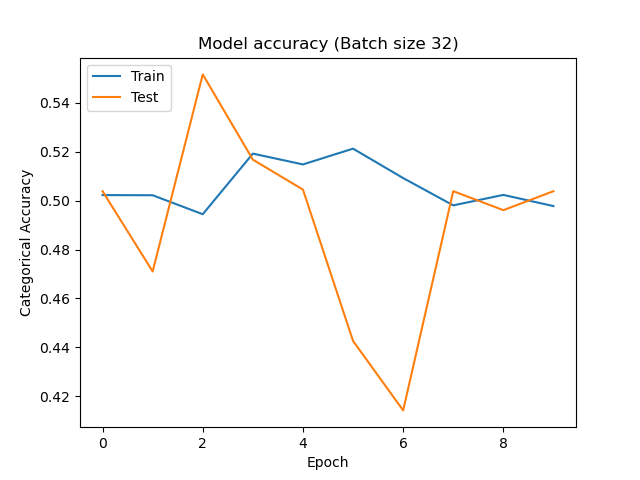 Model accuracy (Batch size 32)
Train
Test
0.54
0.52
0.50
0.48
0.46
0.44
0.42
Categorical Accuracy
0 2 4 6 8
Epoch